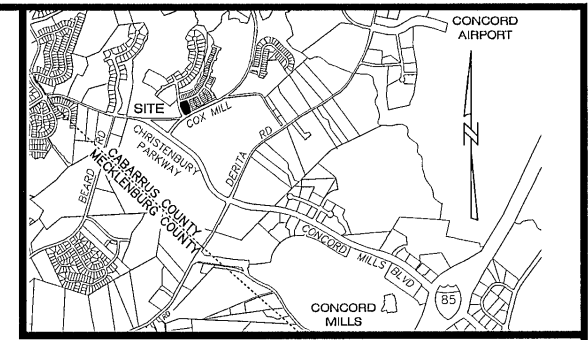 CONCORD
AIRPORT
SITE
COX MILL
CHRISTENBURY
PARKWAY
DERITA RD
BEARD RD
CABARRUS COUNTY
MECKLENBURG COUNTY
N
CONCORD MILLS BLVD
85
CONCORD
MILLS
RD